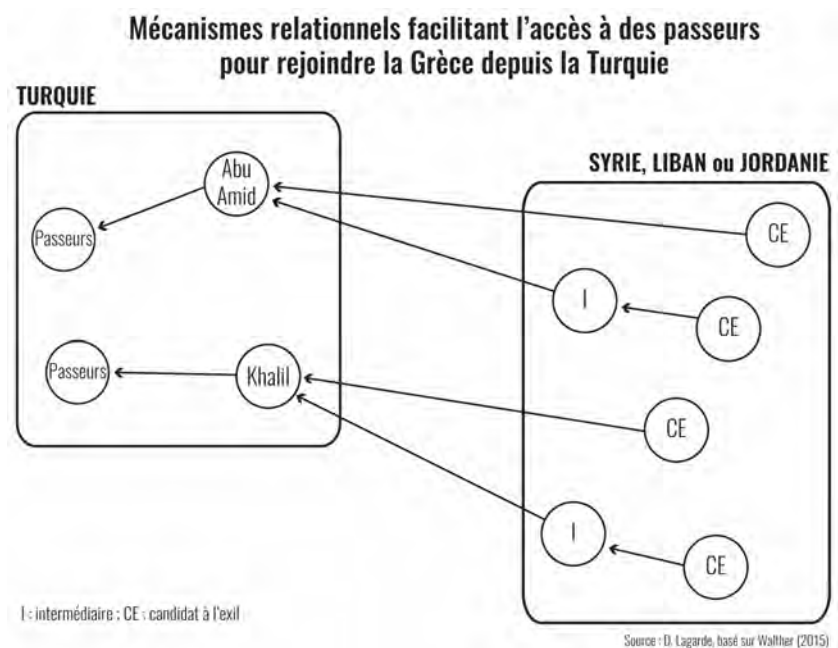 Mécanismes relationnels facilitant l'accès à des passeurs
pour rejoindre la Grèce depuis la Turquie
TURQUIE
SYRIE, LIBAN ou JORDANIE
Abu
Amid
Passeurs
CE
I
CE
Passeurs
Khalil
CE
I
CE
I : intermédiaire ; CE : candidat à l'exil
Source : D. Lagarde, basé sur Walther (2015)